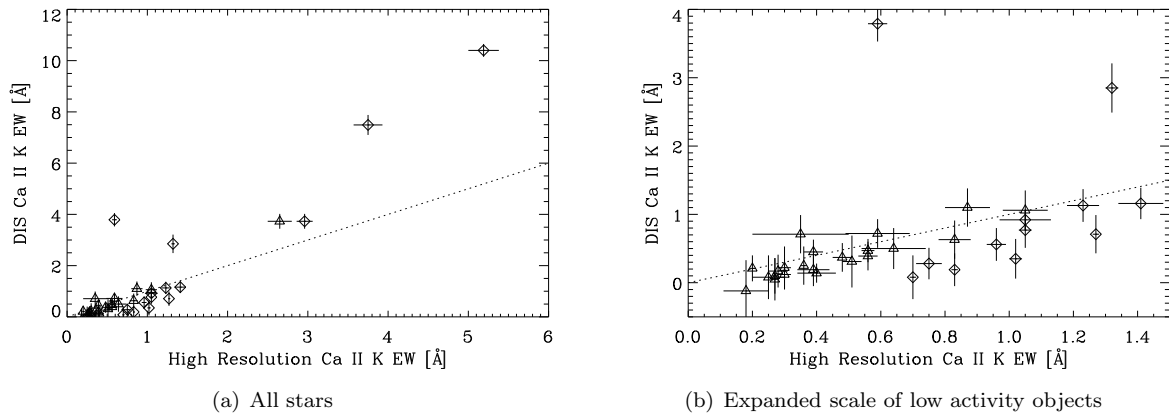 12
10
8
6
4
2
0
DIS Ca II K EW [Å]
0 1 2 3 4 5 6
High Resolution Ca II K EW [Å]
(a) All stars
4
3
2
1
0
DIS Ca II K EW [Å]
0.0 0.2 0.4 0.6 0.8 1.0 1.2 1.4
High Resolution Ca II K EW [Å]
(b) Expanded scale of low activity objects